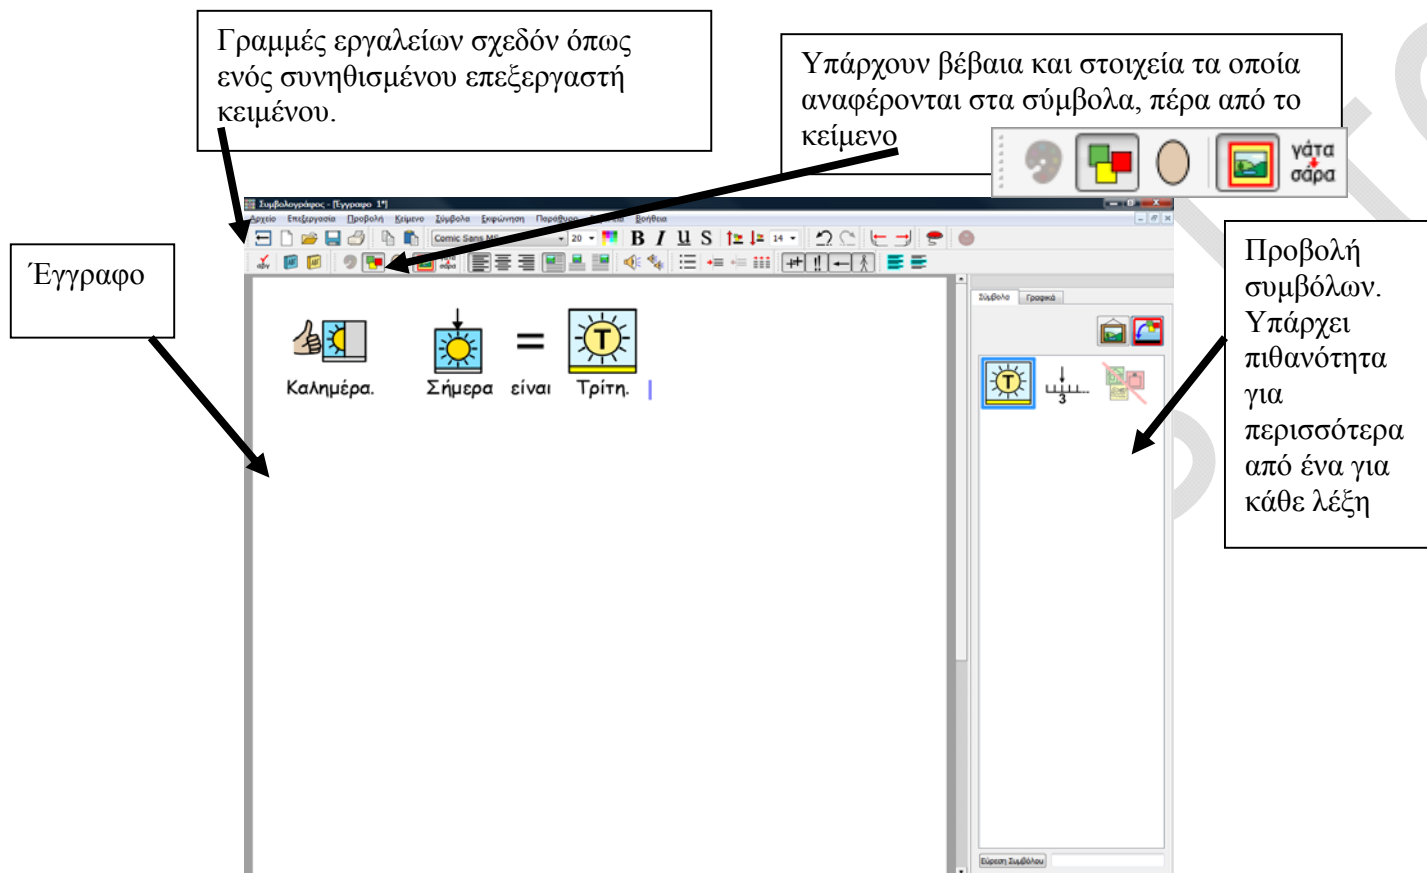 Γραμμές εργαλείων σχεδόν όπως
ενός συνηθισμένου επεξεργαστή
κειμένου.
Υπάρχουν βέβαια και στοιχεία τα οποία
αναφέρονται στα σύμβολα, πέρα από το
κείμενο
γάτα
σάρα
Έγγραφο
Συμβολογράφος - [Έγγραφο 1*]
Αρχείο Επεξεργασία Προβολή Κείμενο Σύμβολα Εκφώνηση Βοήθεια
Comic Sans MS 20 B I U S 14
Σύμβολα Γραφικά
T
Καλημέρα. Σήμερα είναι Τρίτη.
T
3
Εύρεση Συμβόλου
Προβολή
συμβόλων.
Υπάρχει
πιθανότητα
για
περισσότερα
από ένα για
κάθε λέξη